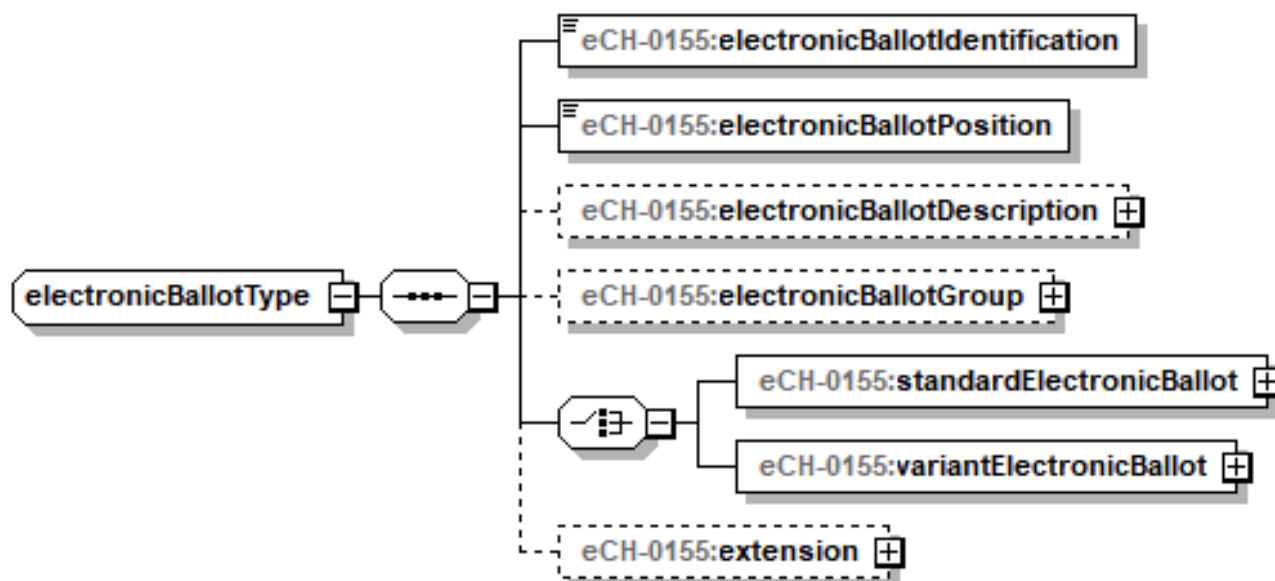 eCH-0155:electronicBallotIdentification
eCH-0155:electronicBallotPosition
eCH-0155:electronicBallotDescription
electronicBallotType
eCH-0155:electronicBallotGroup
eCH-0155:standardElectronicBallot
eCH-0155:variantElectronicBallot
eCH-0155:extension